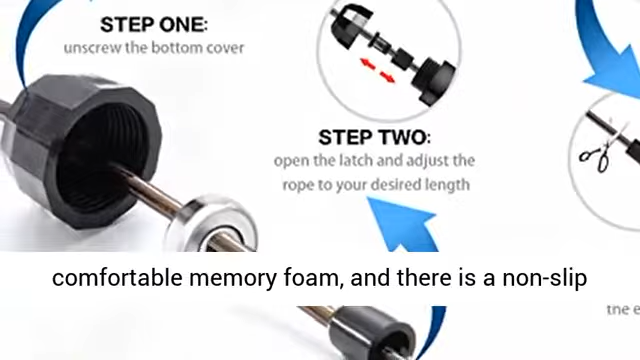 STEP ONE:
unscrew the bottom cover
STEP TWO:
open the latch and adjust the
rope to your desired length
comfortable memory foam, and there is a non-slip
the e